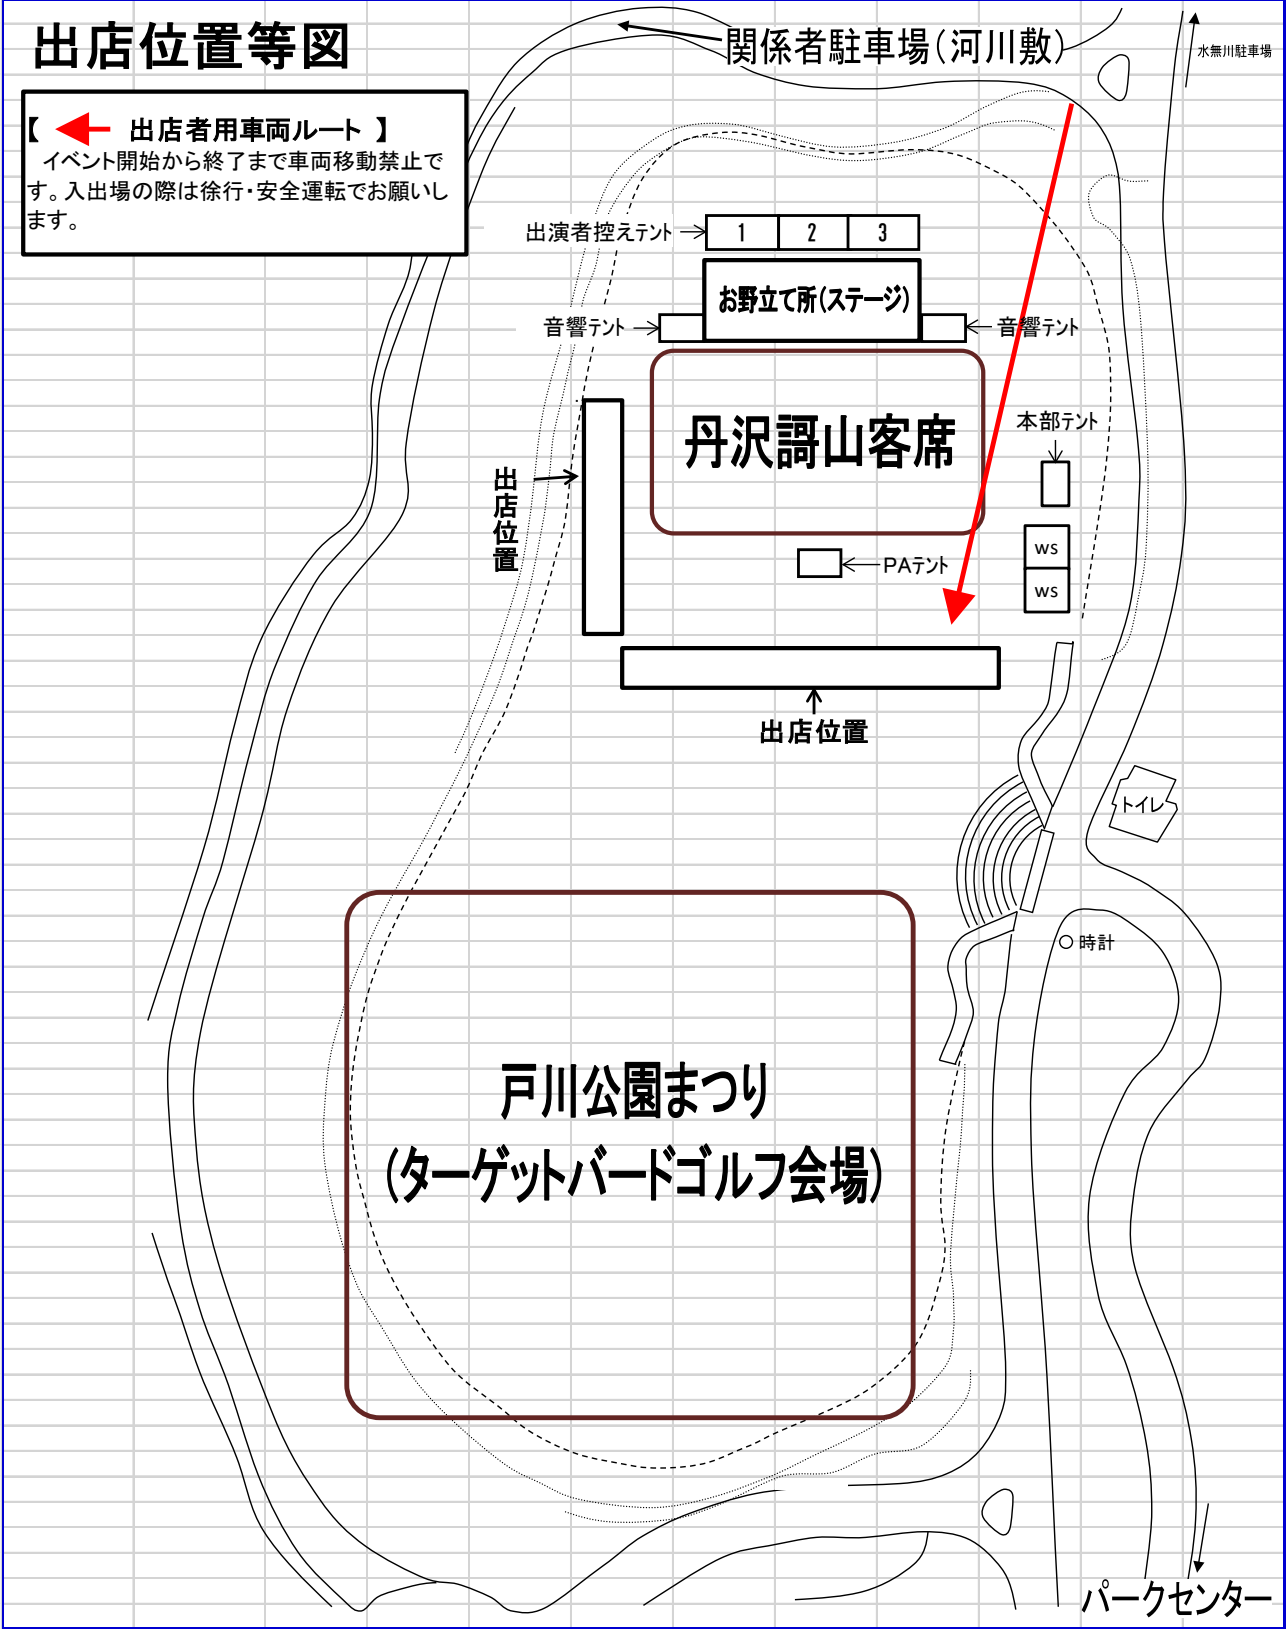 出店位置等図
関係者駐車場(河川敷)
水無川駐車場
【 出店者用車両ルート 】
イベント開始から終了まで車両移動禁止で
す。入出場の際は徐行・安全運転でお願いし
ます。
出演者控えテント
1 2 3
お野立て所(ステージ)
音響テント
音響テント
丹沢謌山客席
本部テント
出店位置
PAテント
ws
ws
出店位置
トイレ
時計
戸川公園まつり
(ターゲットバードゴルフ会場)
パークセンター